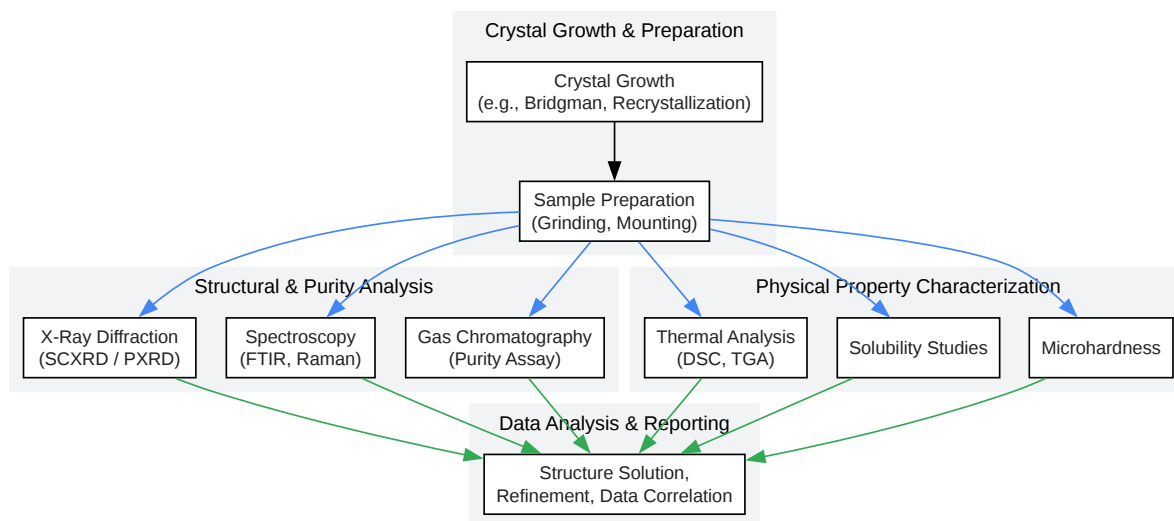 Crystal Growth & Preparation
Crystal Growth
(e.g., Bridgman, Recrystallization)
Sample Preparation
(Grinding, Mounting)
Structural & Purity Analysis
X-Ray Diffraction
(SCXRD / PXRD)
Spectroscopy
(FTIR, Raman)
Gas Chromatography
(Purity Assay)
Physical Property Characterization
Thermal Analysis
(DSC, TGA)
Solubility Studies
Microhardness
Data Analysis & Reporting
Structure Solution,
Refinement, Data Correlation